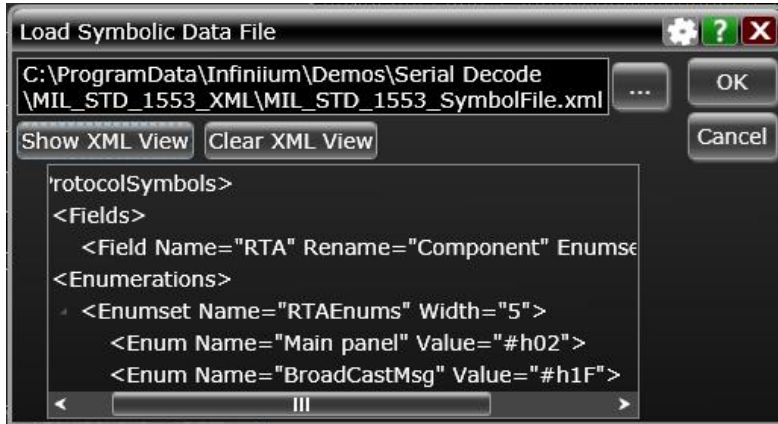 Load Symbolic Data File
?
X
C:\ProgramData\Infiniium\Demos\Serial Decode
\MIL_STD_1553_XML\MIL_STD_1553_SymbolFile.xml
...
OK
Show XML View
Clear XML View
Cancel
rotocolSymbols>
<Fields>
<Field Name="RTA" Rename="Component" Enumse
<Enumerations>
<Enumset Name="RTAEnums" Width="5">
<Enum Name="Main panel" Value="#h02">
<Enum Name="BroadCastMsg" Value="#h1F">